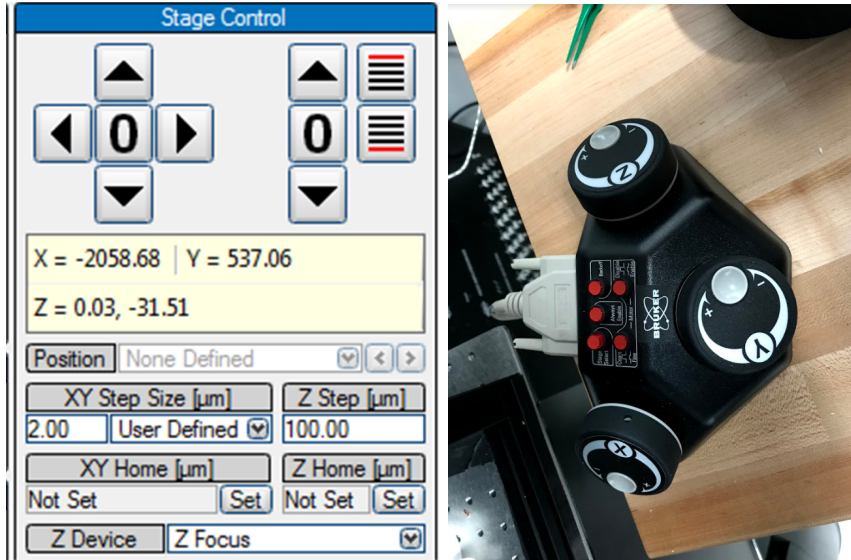 Stage Control
0
0
X = -2058.68 Y = 537.06
Z = 0.03, -31.51
Position None Defined < >
XY Step Size [µm] Z Step [µm]
2.00 User Defined 100.00
XY Home [µm] Z Home [µm]
Not Set Set Not Set Set
Z Device Z Focus
- +
Z
BRUKER
+ -
Y
X
+ -